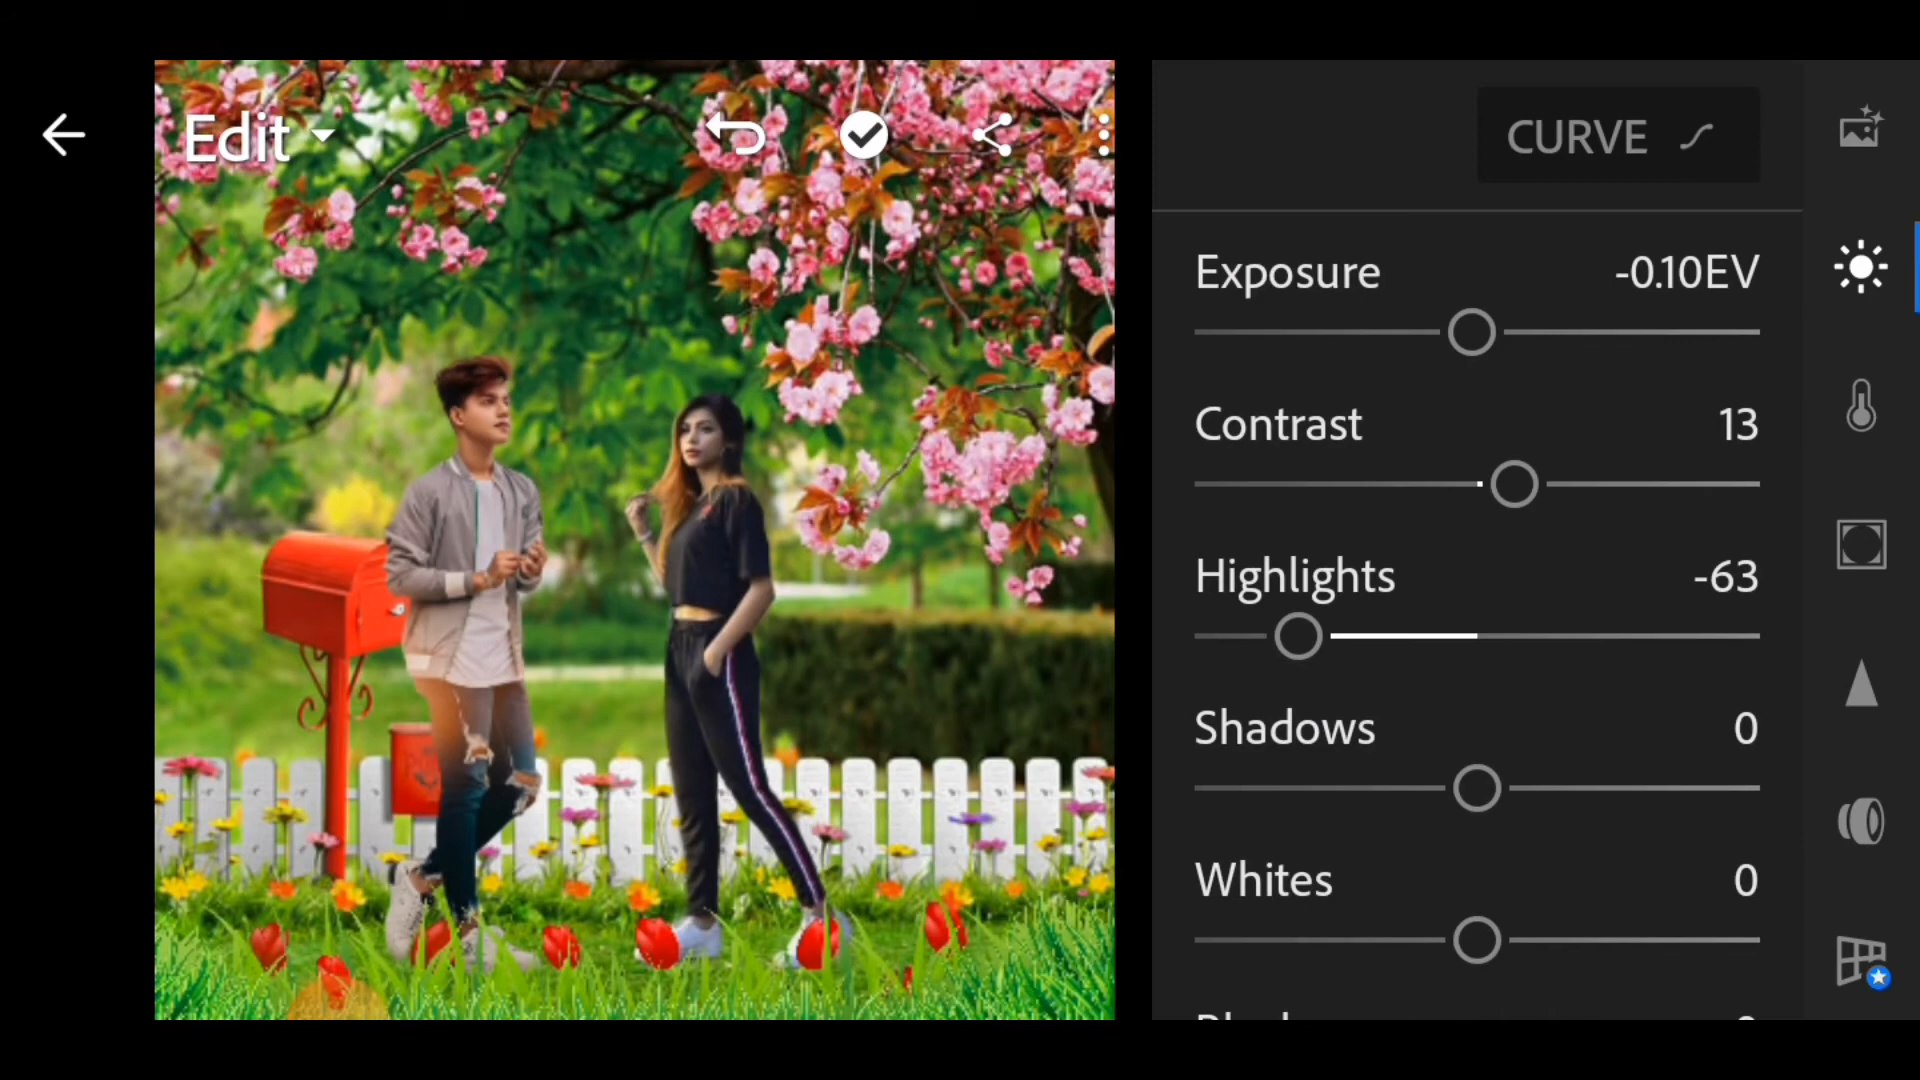 Edit
CURVE
Exposure -0.10EV
Contrast 13
Highlights -63
Shadows 0
Whites 0